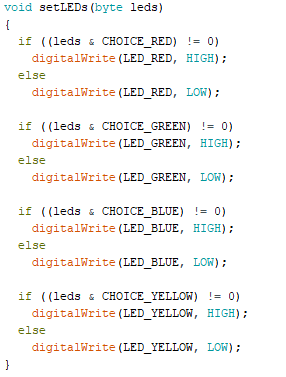 void setLEDs(byte leds)
{
  if ((leds & CHOICE_RED) != 0)
    digitalWrite(LED_RED, HIGH);
  else
    digitalWrite(LED_RED, LOW);

  if ((leds & CHOICE_GREEN) != 0)
    digitalWrite(LED_GREEN, HIGH);
  else
    digitalWrite(LED_GREEN, LOW);

  if ((leds & CHOICE_BLUE) != 0)
    digitalWrite(LED_BLUE, HIGH);
  else
    digitalWrite(LED_BLUE, LOW);

  if ((leds & CHOICE_YELLOW) != 0)
    digitalWrite(LED_YELLOW, HIGH);
  else
    digitalWrite(LED_YELLOW, LOW);
}